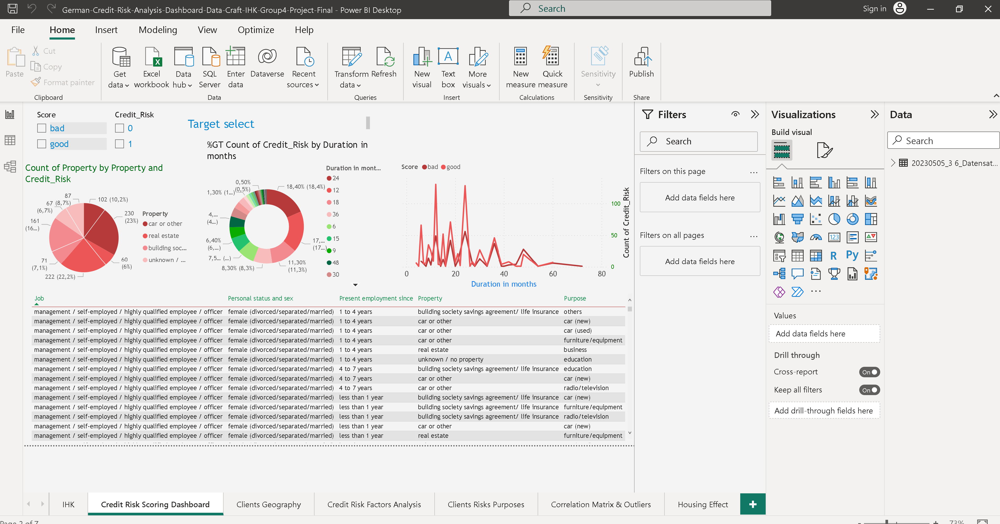 German-Credit-Risk-Analysis-Dashboard-Data-Craft-IHK-Group4-Project-Final - Power BI Desktop
Search
Sign in
File Home Insert Modeling View Optimize Help
Paste
Cut
Copy
Format painter
Clipboard
Get data
Excel workbook
Data hub
SQL Server
Enter data
Dataverse
Recent sources
Data
Transform data
Refresh
Queries
New visual
Text box
More visuals
Insert
New measure
Quick measure
Calculations
Sensitivity
Sensitivity
Publish
Share
Score
bad
good
Credit_Risk
0
1
Target select
Count of Property by Property and
Credit_Risk
87
(8,7%)
102 (10,2%)
67
(6,7%)
230
(23%)
161
(16...)
71
(7,1%)
60
(6%)
222 (22,2%)
Property
car or other
real estate
building soc...
unknown / ...
%GT Count of Credit_Risk by Duration in
months
0,50%
(0,5%)
18,40% (18,4%)
1,30% (1...)
4,...
(4...)
6,40%
(6,...)
17,...
(17...)
7,5... (...)
11,30%
(11,3%)
8,30% (8,3%)
Duration in mont...
24
12
18
36
6
15
9
48
30
Score bad good
100
50
0
Count of Credit_Risk
0 20 40 60 80
Duration in months
Job Personal status and sex Present employment since Property Purpose
management / self-employed / highly qualified employee / officer female (divorced/separated/married) 1 to 4 years building society savings agreement/ life insurance others
management / self-employed / highly qualified employee / officer female (divorced/separated/married) 1 to 4 years car or other car (new)
management / self-employed / highly qualified employee / officer female (divorced/separated/married) 1 to 4 years car or other car (used)
management / self-employed / highly qualified employee / officer female (divorced/separated/married) 1 to 4 years car or other furniture/equipment
management / self-employed / highly qualified employee / officer female (divorced/separated/married) 1 to 4 years real estate business
management / self-employed / highly qualified employee / officer female (divorced/separated/married) 1 to 4 years unknown / no property education
management / self-employed / highly qualified employee / officer female (divorced/separated/married) 4 to 7 years building society savings agreement/ life insurance education
management / self-employed / highly qualified employee / officer female (divorced/separated/married) 4 to 7 years car or other car (new)
management / self-employed / highly qualified employee / officer female (divorced/separated/married) 4 to 7 years car or other radio/television
management / self-employed / highly qualified employee / officer female (divorced/separated/married) less than 1 year building society savings agreement/ life insurance car (new)
management / self-employed / highly qualified employee / officer female (divorced/separated/married) less than 1 year building society savings agreement/ life insurance furniture/equipment
management / self-employed / highly qualified employee / officer female (divorced/separated/married) less than 1 year building society savings agreement/ life insurance radio/television
management / self-employed / highly qualified employee / officer female (divorced/separated/married) less than 1 year car or other car (new)
management / self-employed / highly qualified employee / officer female (divorced/separated/married) less than 1 year real estate furniture/equipment
Filters
Search
Filters on this page ...
Add data fields here
Filters on all pages ...
Add data fields here
Visualizations
Build visual
123
R
Py
...
Values
Add data fields here
Drill through
Cross-report On
Keep all filters On
Add drill-through fields here
Data
Search
20230505_3 6_Datensat...
IHK
Credit Risk Scoring Dashboard
Clients Geography
Credit Risk Factors Analysis
Clients Risks Purposes
Correlation Matrix & Outliers
Housing Effect
+
Page 2 of 7
- + 73%